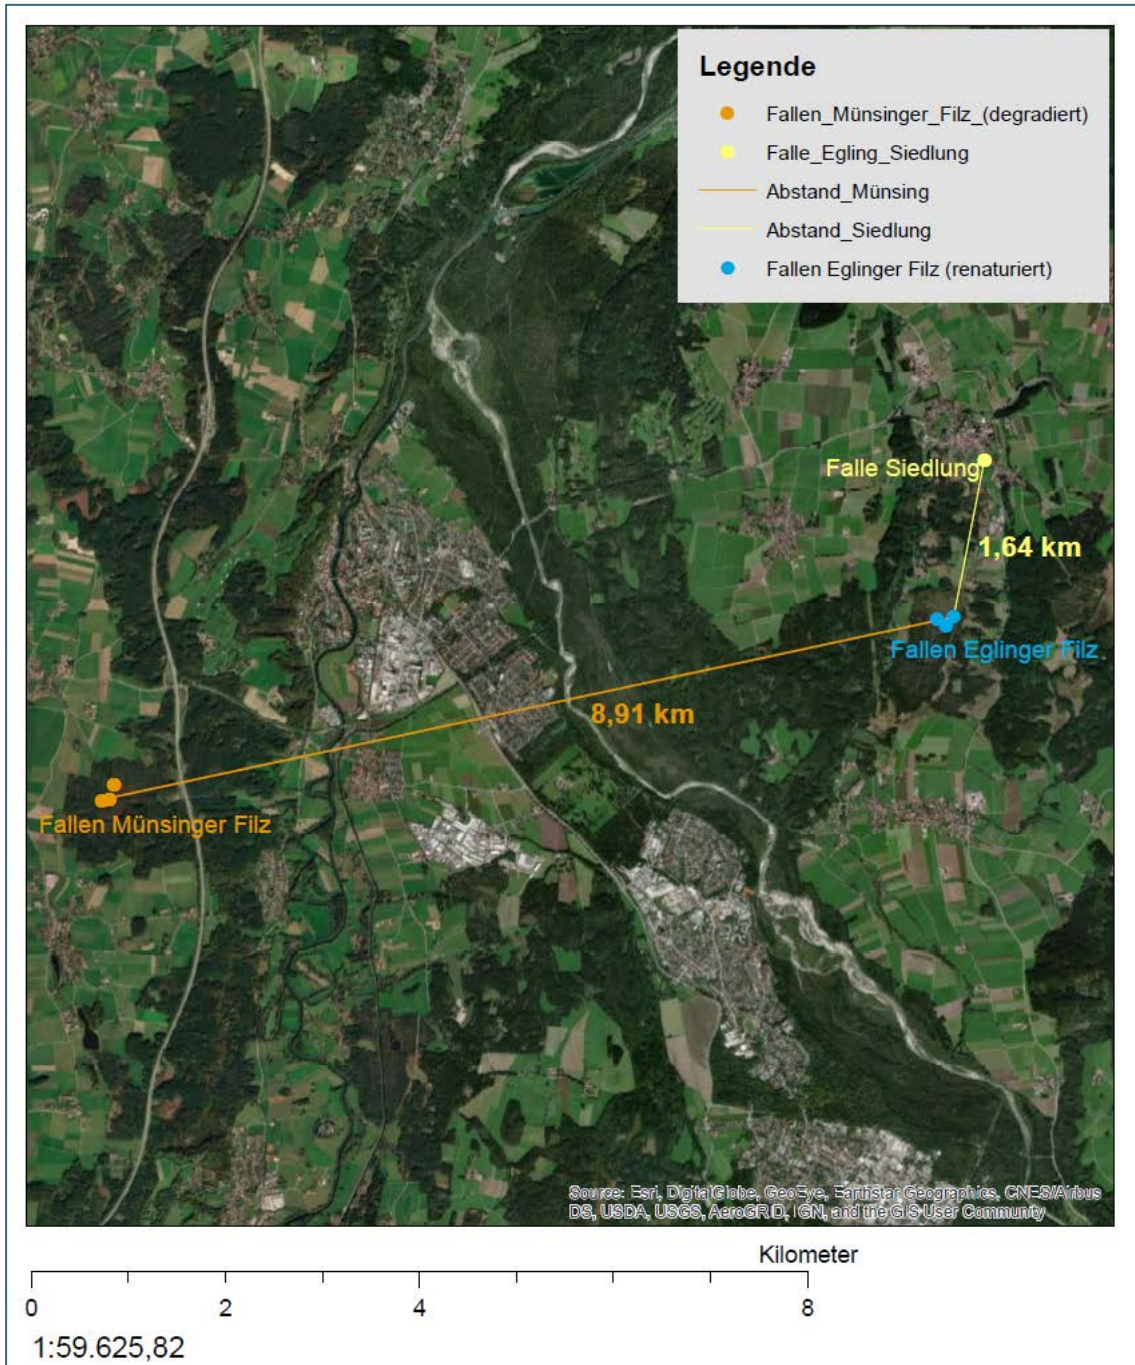 Legende
Fallen_Münsinger_Filz_(degradiert)
Falle_Egling_Siedlung
Abstand_Münsing
Abstand_Siedlung
Fallen Eglinger Filz (renaturiert)
Falle Siedlung
1,64 km
Fallen Eglinger Filz
8,91 km
Fallen Münsinger Filz
Source: Esri, DigitalGlobe, GeoEye, Earthstar Geographics, CNES/Airbus
DS, USDA, USGS, AeroGRID, IGN, and the GIS User Community
Kilometer
0 2 4 8
1:59.625,82